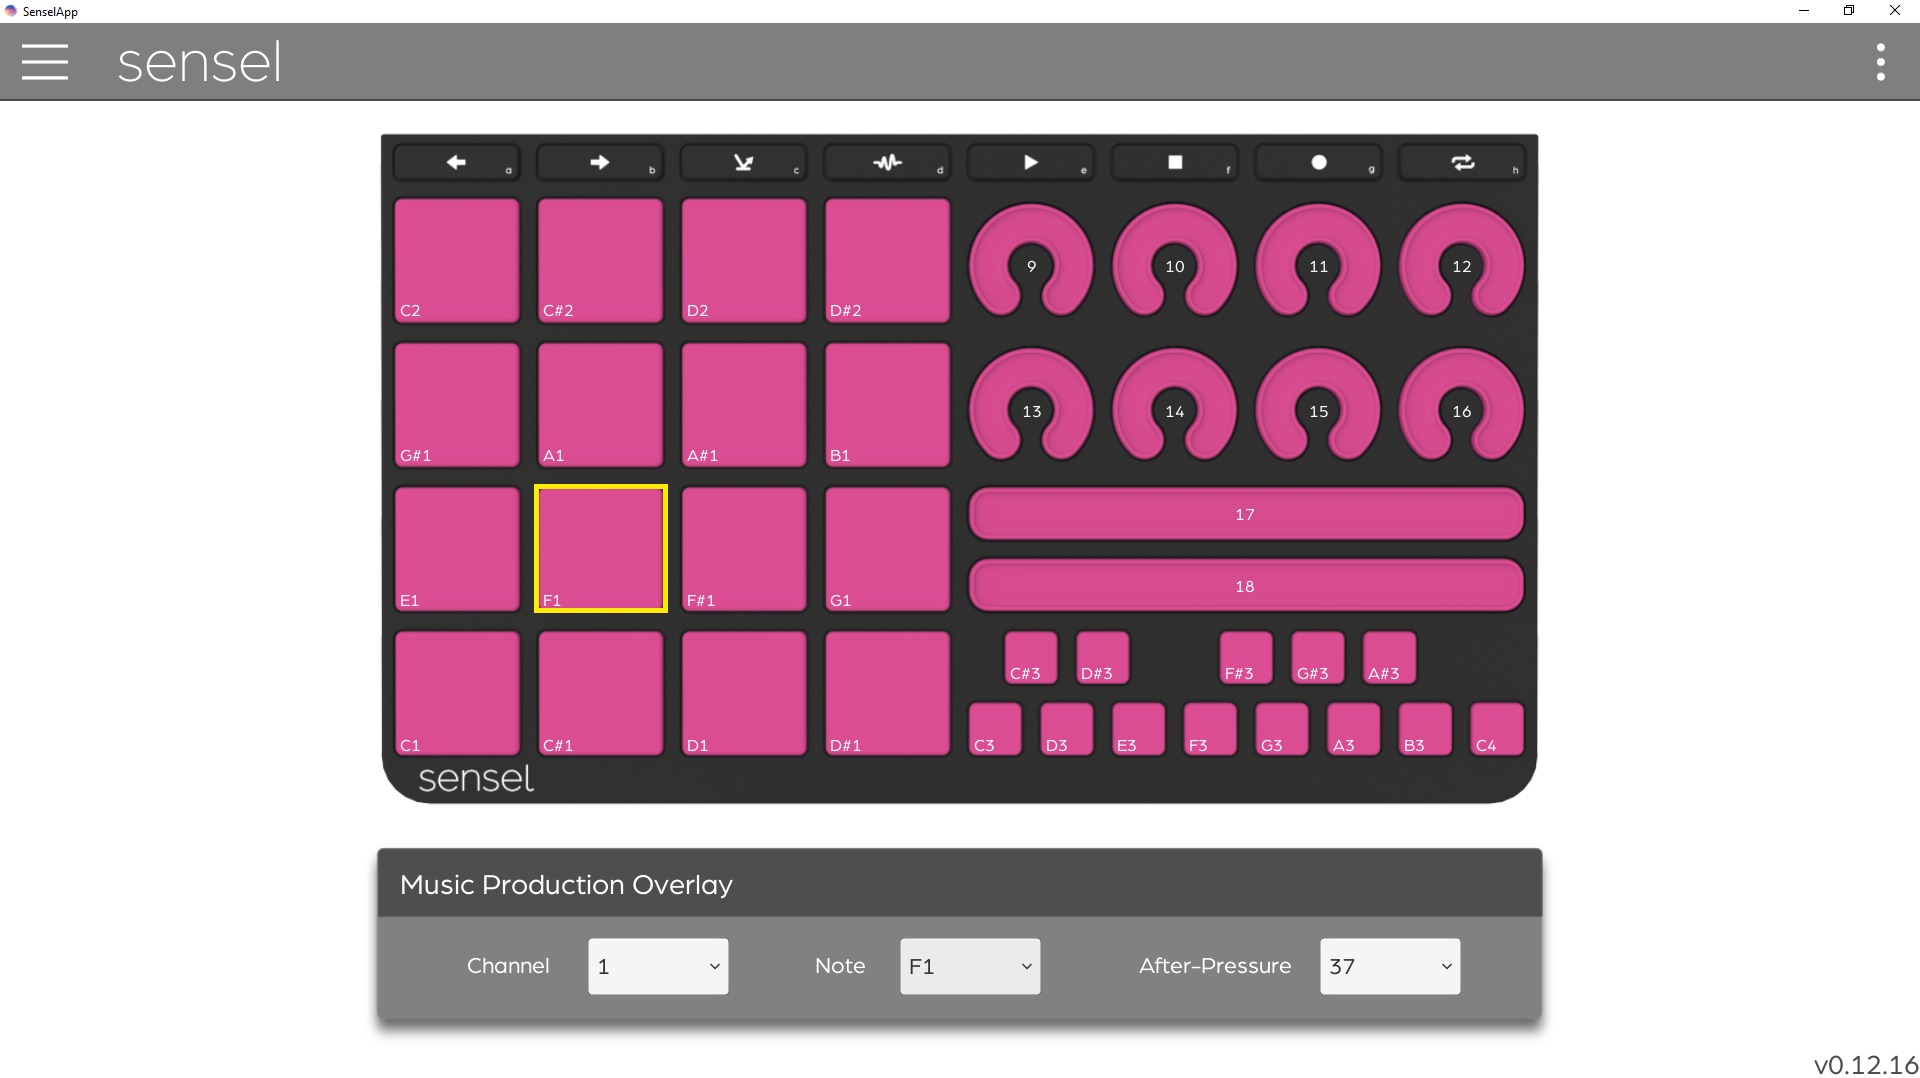 SenselApp
sensel
a b c d e f g h
C2 C#2 D2 D#2
9 10 11 12
G#1 A1 A#1 B1
13 14 15 16
E1 F1 F#1 G1
17
18
C#3 D#3 F#3 G#3 A#3
C1 C#1 D1 D#1
C3 D3 E3 F3 G3 A3 B3 C4
sensel
Music Production Overlay
Channel 1 Note F1 After-Pressure 37
v0.12.16